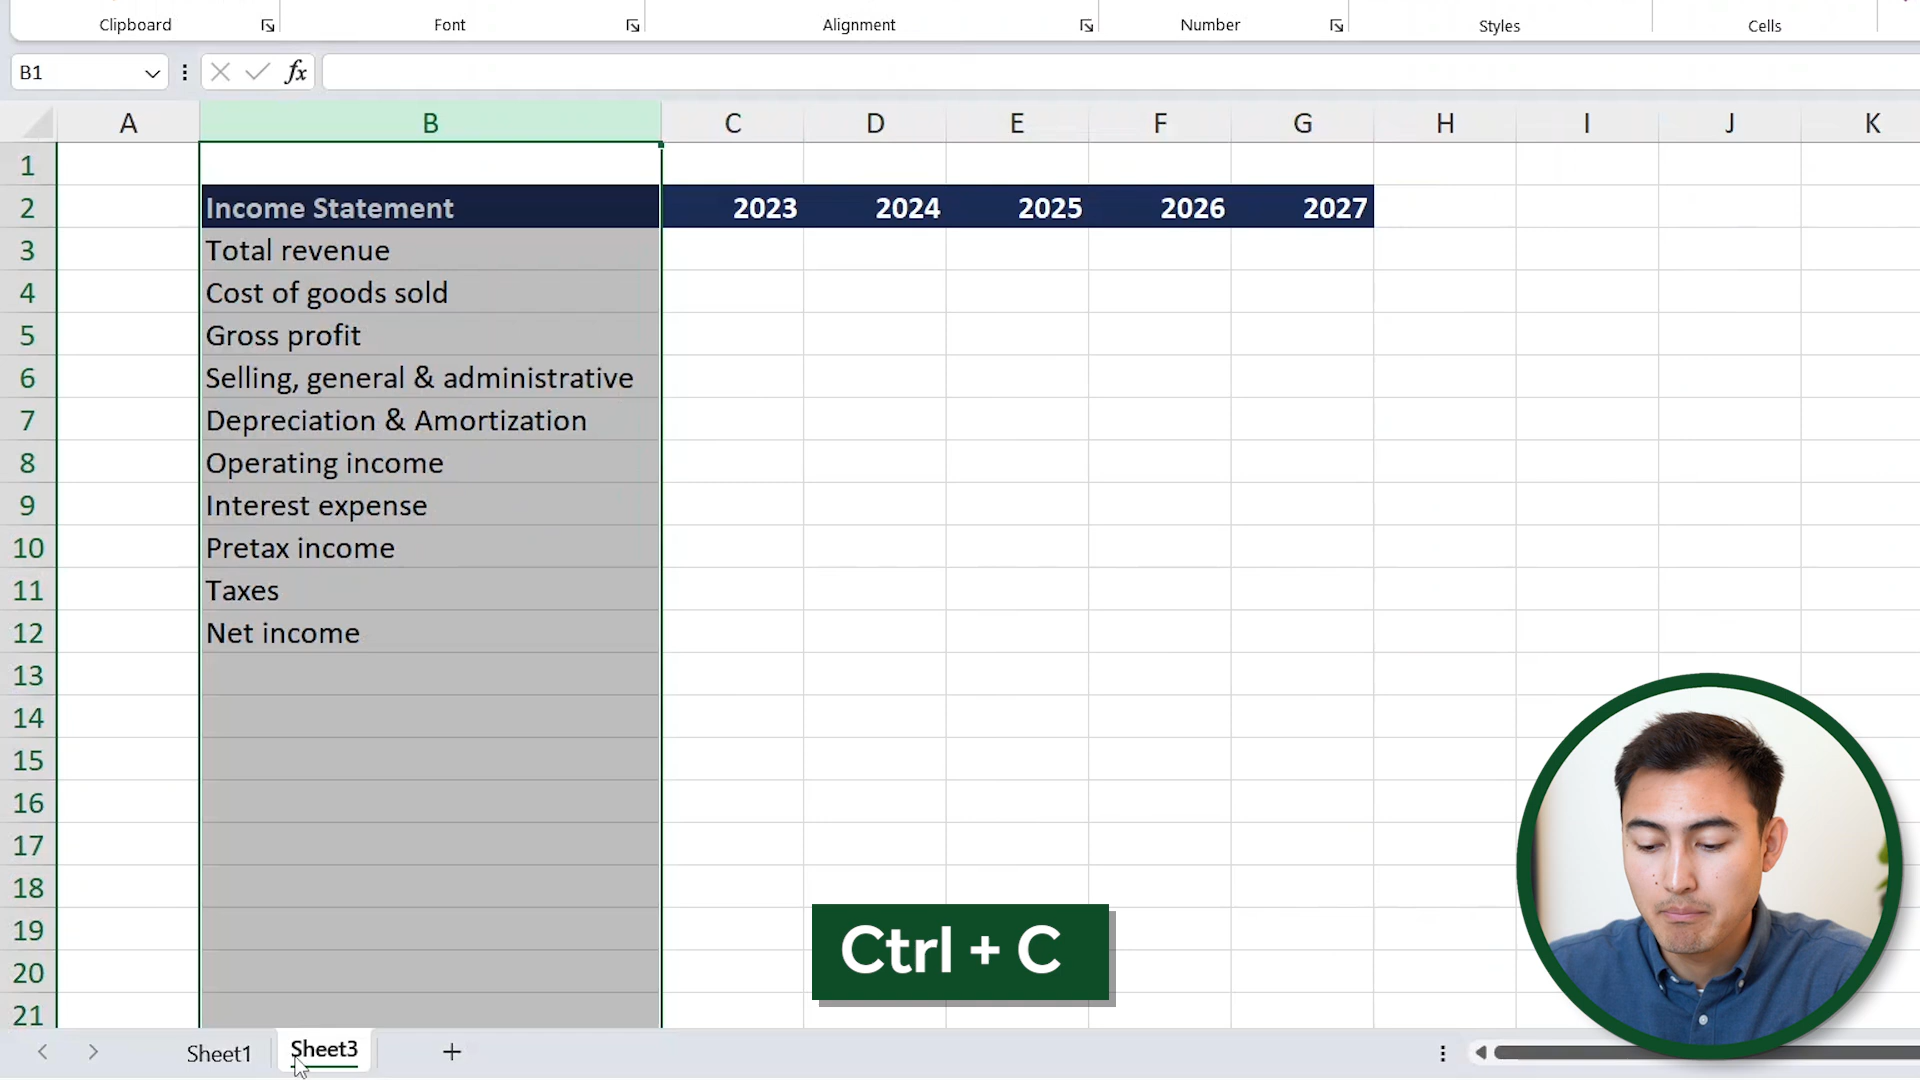 Clipboard Font Alignment Number Styles Cells
B1 fx
A B C D E F G H I J K
1
2 Income Statement 2023 2024 2025 2026 2027
3 Total revenue
4 Cost of goods sold
5 Gross profit
6 Selling, general & administrative
7 Depreciation & Amortization
8 Operating income
9 Interest expense
10 Pretax income
11 Taxes
12 Net income
13
14
15
16
17
18
19
Ctrl + C
20
21
Sheet1 Sheet3 +